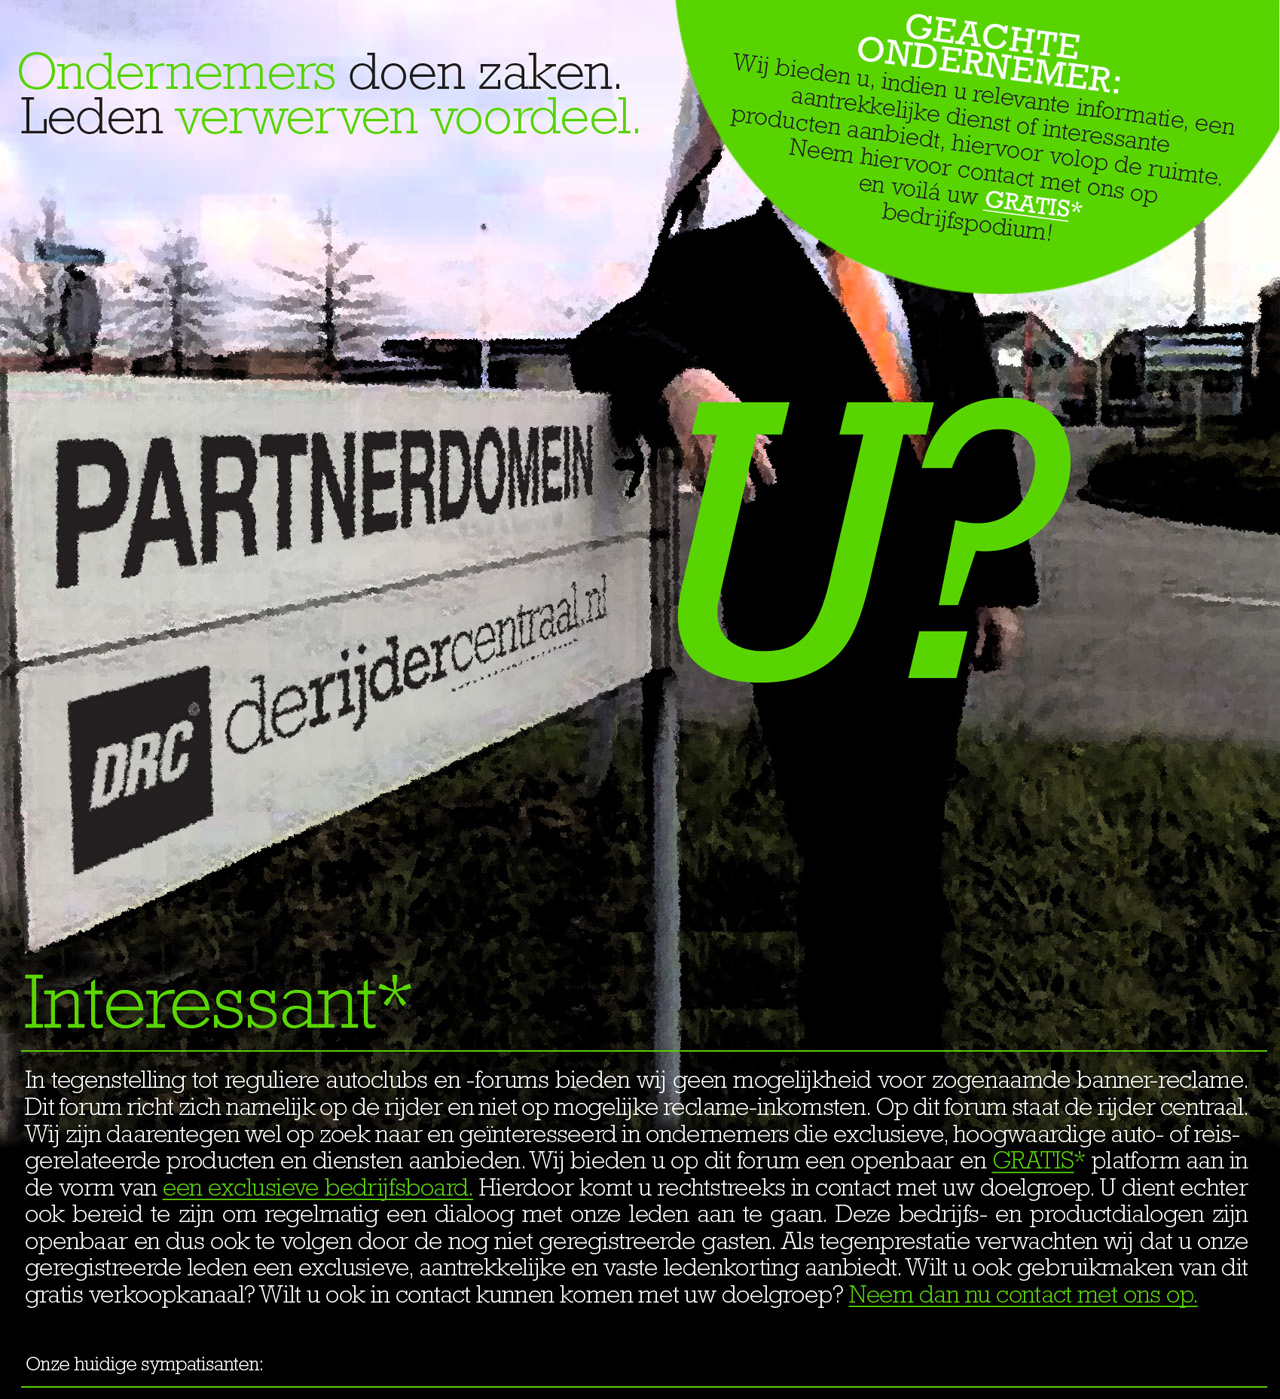 Ondernemers doen zaken.
Leden verwerven voordeel.
GEACHTE
ONDERNEMER:
Wij bieden u, indien u relevante informatie, een
aantrekkelijke dienst of interessante
producten aanbiedt, hiervoor volop de ruimte.
Neem hiervoor contact met ons op
en voilá uw GRATIS*
bedrijfspodium!
U?
PARTNERDOMEIN
DRC®
derijdercentraal.nl
Interessant*
In tegenstelling tot reguliere autoclubs en -forums bieden wij geen mogelijkheid voor zogenaamde banner-reclame.
Dit forum richt zich namelijk op de rijder en niet op mogelijke reclame-inkomsten. Op dit forum staat de rijder centraal.
Wij zijn daarentegen wel op zoek naar en geïnteresseerd in ondernemers die exclusieve, hoogwaardige auto- of reis-
gerelateerde producten en diensten aanbieden. Wij bieden u op dit forum een openbaar en GRATIS* platform aan in
de vorm van een exclusieve bedrijfsboard. Hierdoor komt u rechtstreeks in contact met uw doelgroep. U dient echter
ook bereid te zijn om regelmatig een dialoog met onze leden aan te gaan. Deze bedrijfs- en productdialogen zijn
openbaar en dus ook te volgen door de nog niet geregistreerde gasten. Als tegenprestatie verwachten wij dat u onze
geregistreerde leden een exclusieve, aantrekkelijke en vaste ledenkorting aanbiedt. Wilt u ook gebruikmaken van dit
gratis verkoopkanaal? Wilt u ook in contact kunnen komen met uw doelgroep? Neem dan nu contact met ons op.
Onze huidige sympatisanten: